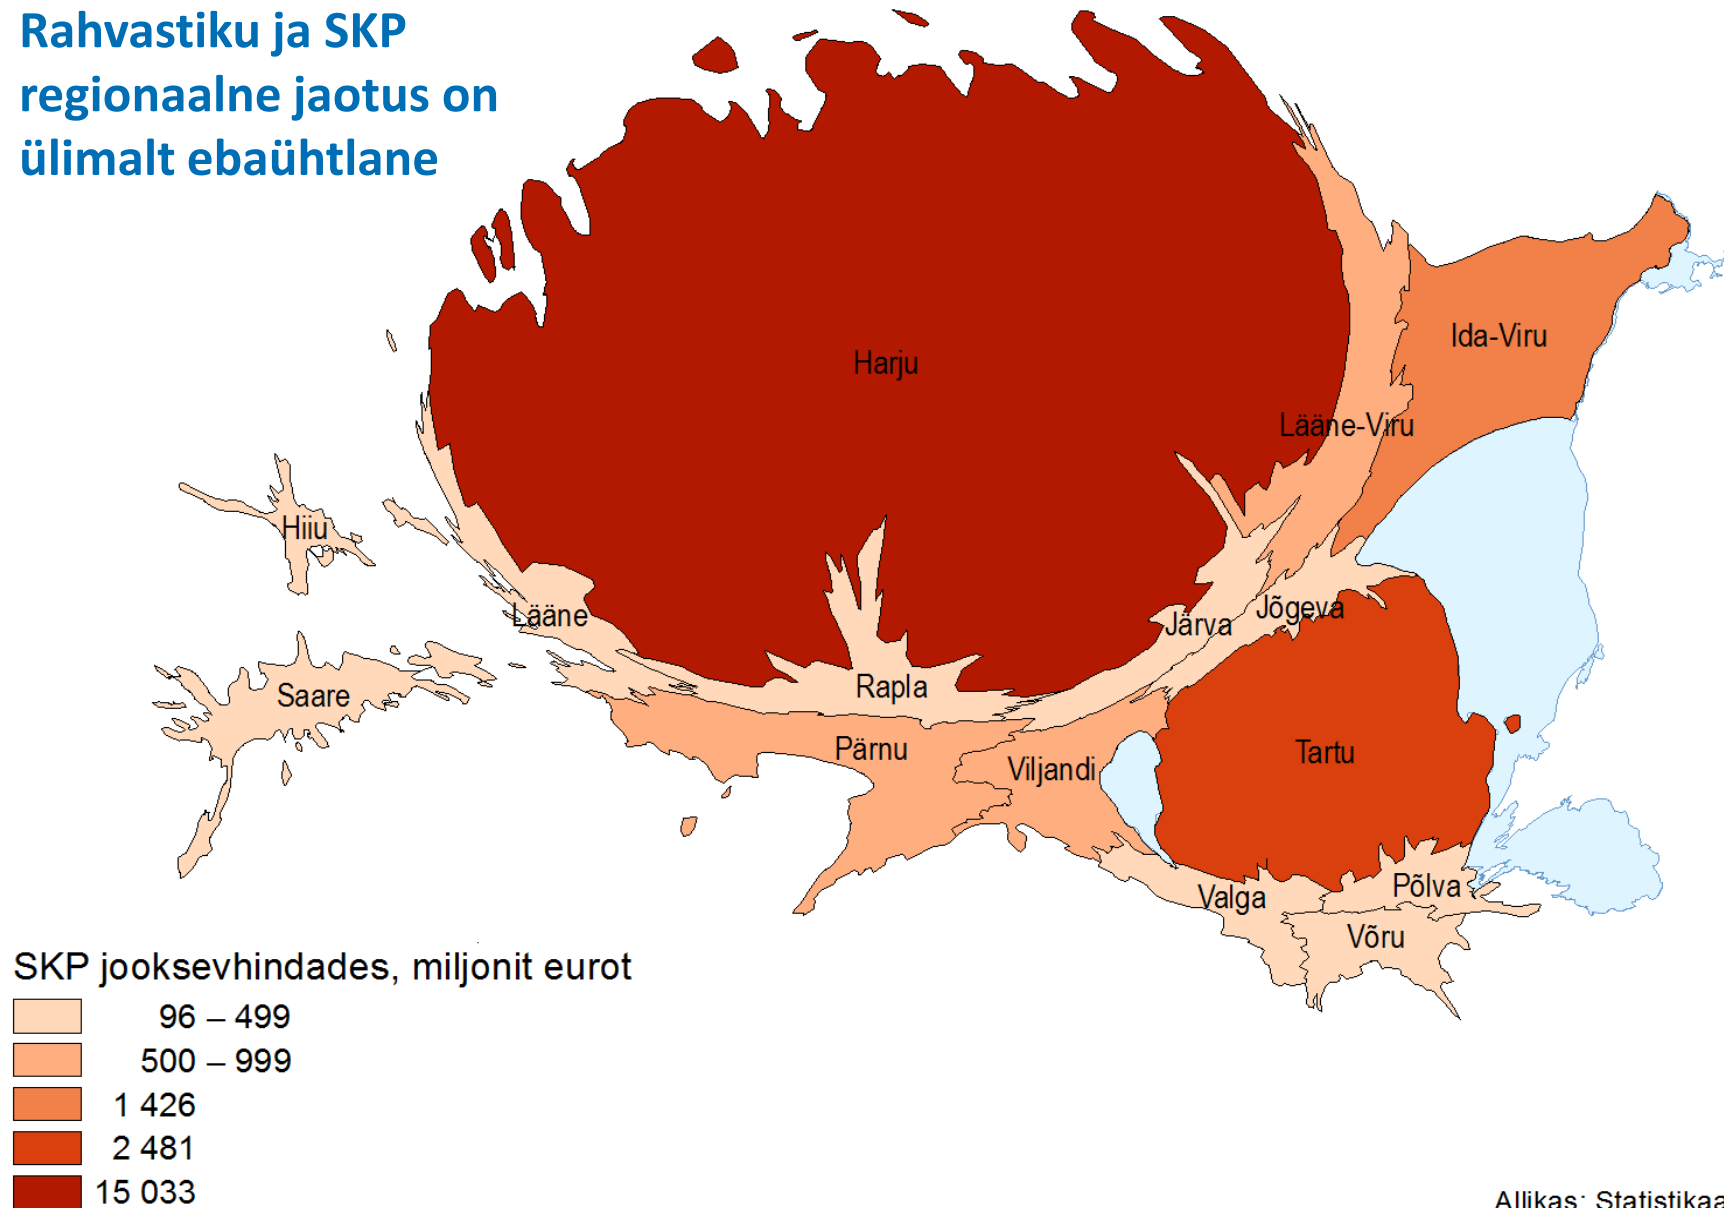 Rahvastiku ja SKP
regionaalne jaotus on
ülimalt ebaühtlane
Ida-Viru
Harju
Lääne-Viru
Hiiu
Lääne
Jõgeva
Järva
Rapla
Saare
Pärnu
Tartu
Viljandi
Põlva
Valga
Võru
SKP jooksevhindades, miljonit eurot
96 – 499
500 – 999
1 426
2 481
15 033
Allikas: Statistikaa